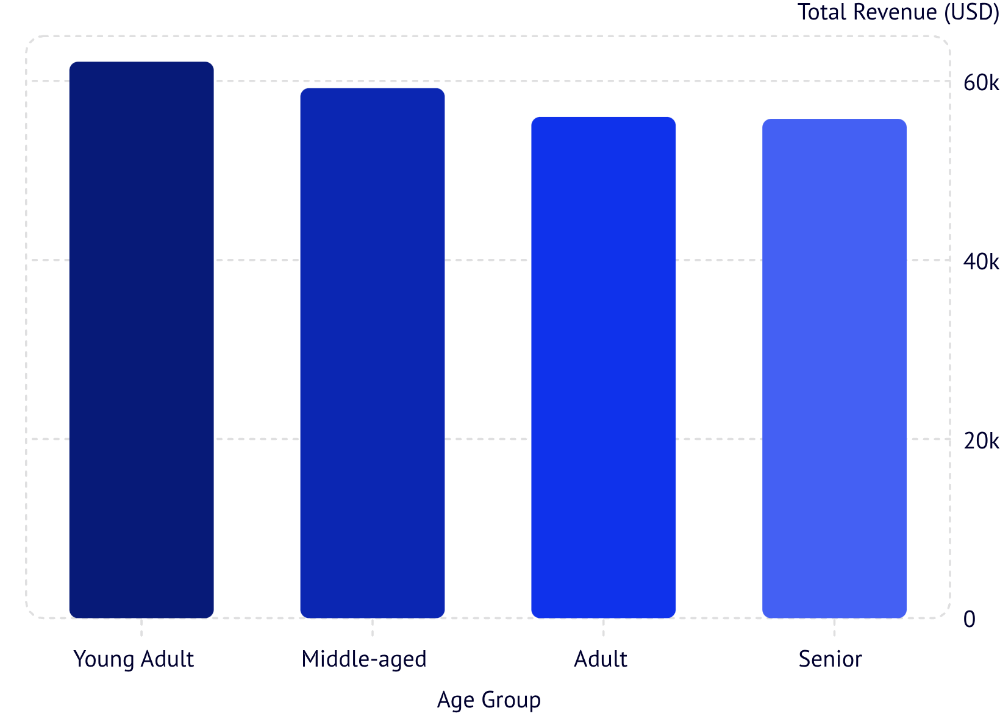 Total Revenue (USD)
60k
40k
20k
0
Young Adult Middle-aged Adult Senior
Age Group